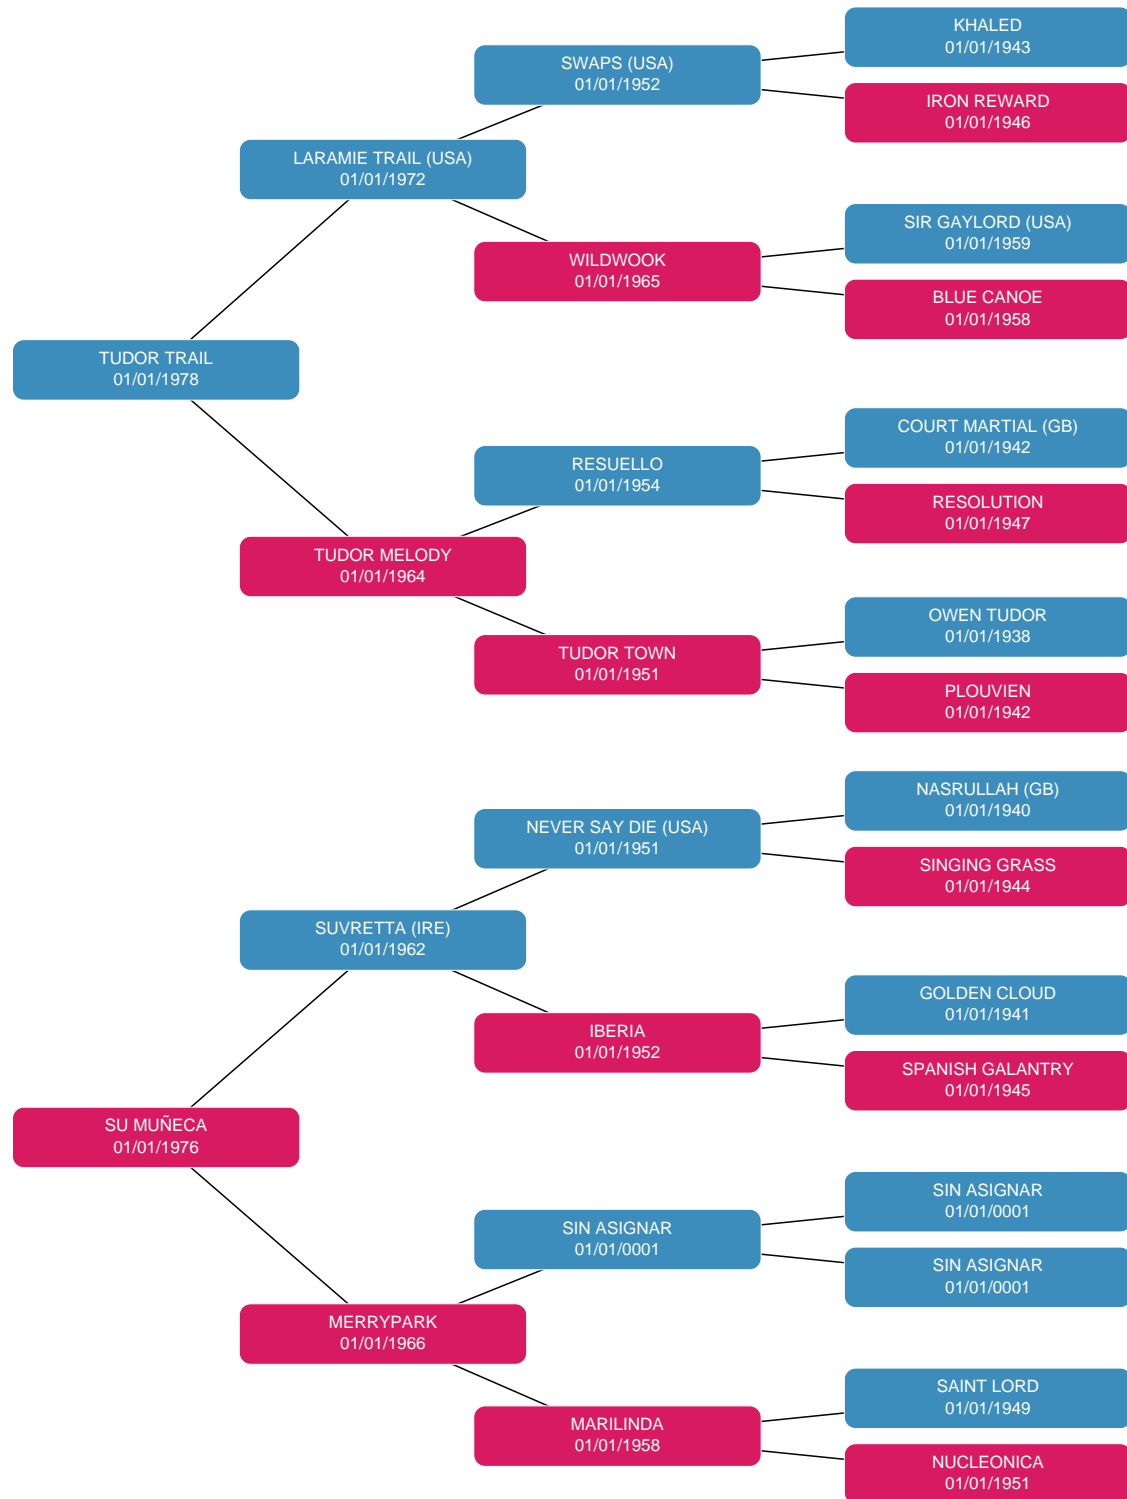 KHALED
01/01/1943
SWAPS (USA)
01/01/1952
IRON REWARD
01/01/1946
LARAMIE TRAIL (USA)
01/01/1972
SIR GAYLORD (USA)
01/01/1959
WILDWOOK
01/01/1965
BLUE CANOE
01/01/1958
TUDOR TRAIL
01/01/1978
COURT MARTIAL (GB)
01/01/1942
RESUELLO
01/01/1954
RESOLUTION
01/01/1947
TUDOR MELODY
01/01/1964
OWEN TUDOR
01/01/1938
TUDOR TOWN
01/01/1951
PLOUVIEN
01/01/1942
NASRULLAH (GB)
01/01/1940
NEVER SAY DIE (USA)
01/01/1951
SINGING GRASS
01/01/1944
SUVRETTA (IRE)
01/01/1962
GOLDEN CLOUD
01/01/1941
IBERIA
01/01/1952
SPANISH GALANTRY
01/01/1945
SU MUÑECA
01/01/1976
SIN ASIGNAR
01/01/0001
SIN ASIGNAR
01/01/0001
SIN ASIGNAR
01/01/0001
MERRYPARK
01/01/1966
SAINT LORD
01/01/1949
MARILINDA
01/01/1958
NUCLEONICA
01/01/1951